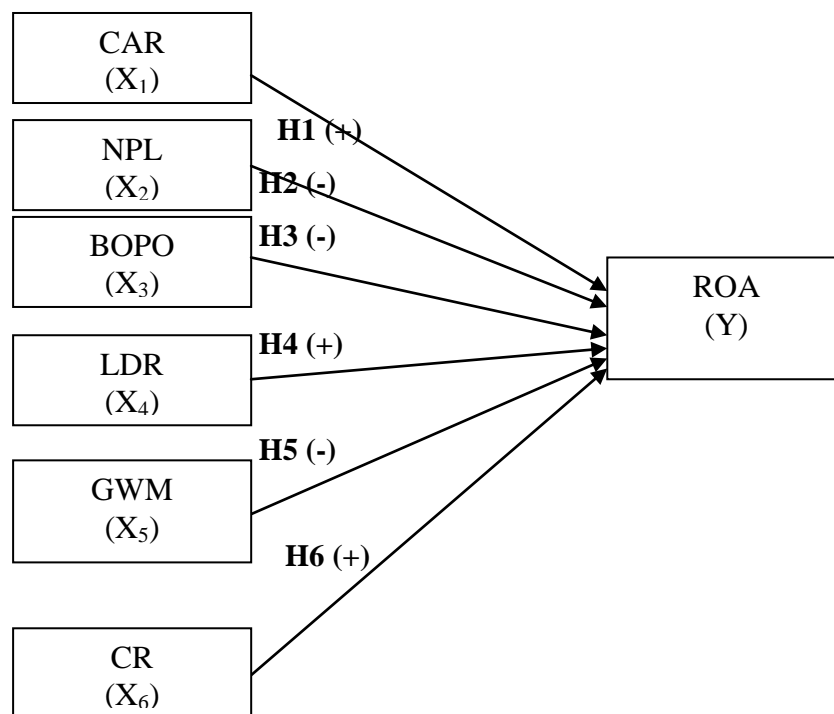 CAR
(X₁)
H1 (+)
NPL
(X₂)
H2 (-)
BOPO
(X₃)
H3 (-)
ROA
(Y)
LDR
(X₄)
H4 (+)
GWM
(X₅)
H5 (-)
H6 (+)
CR
(X₆)